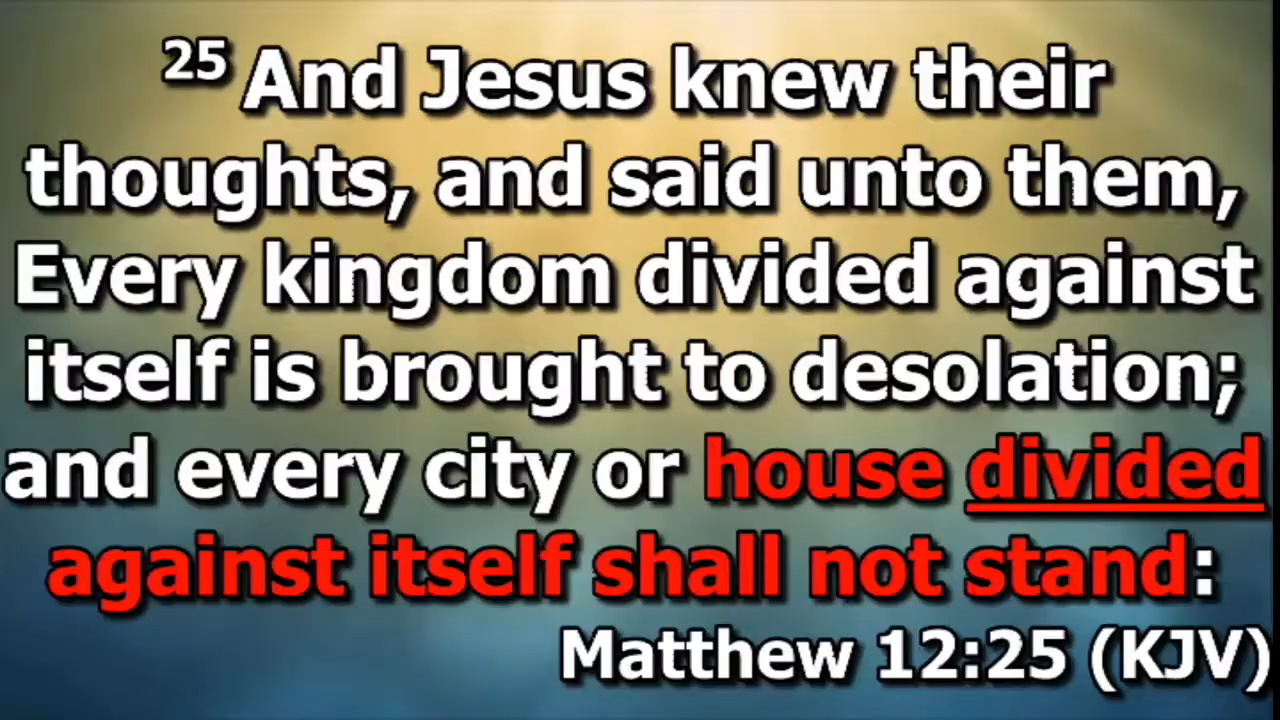 25 And Jesus knew their
thoughts, and said unto them,
Every kingdom divided against
itself is brought to desolation;
and every city or house divided
against itself shall not stand:
Matthew 12:25 (KJV)